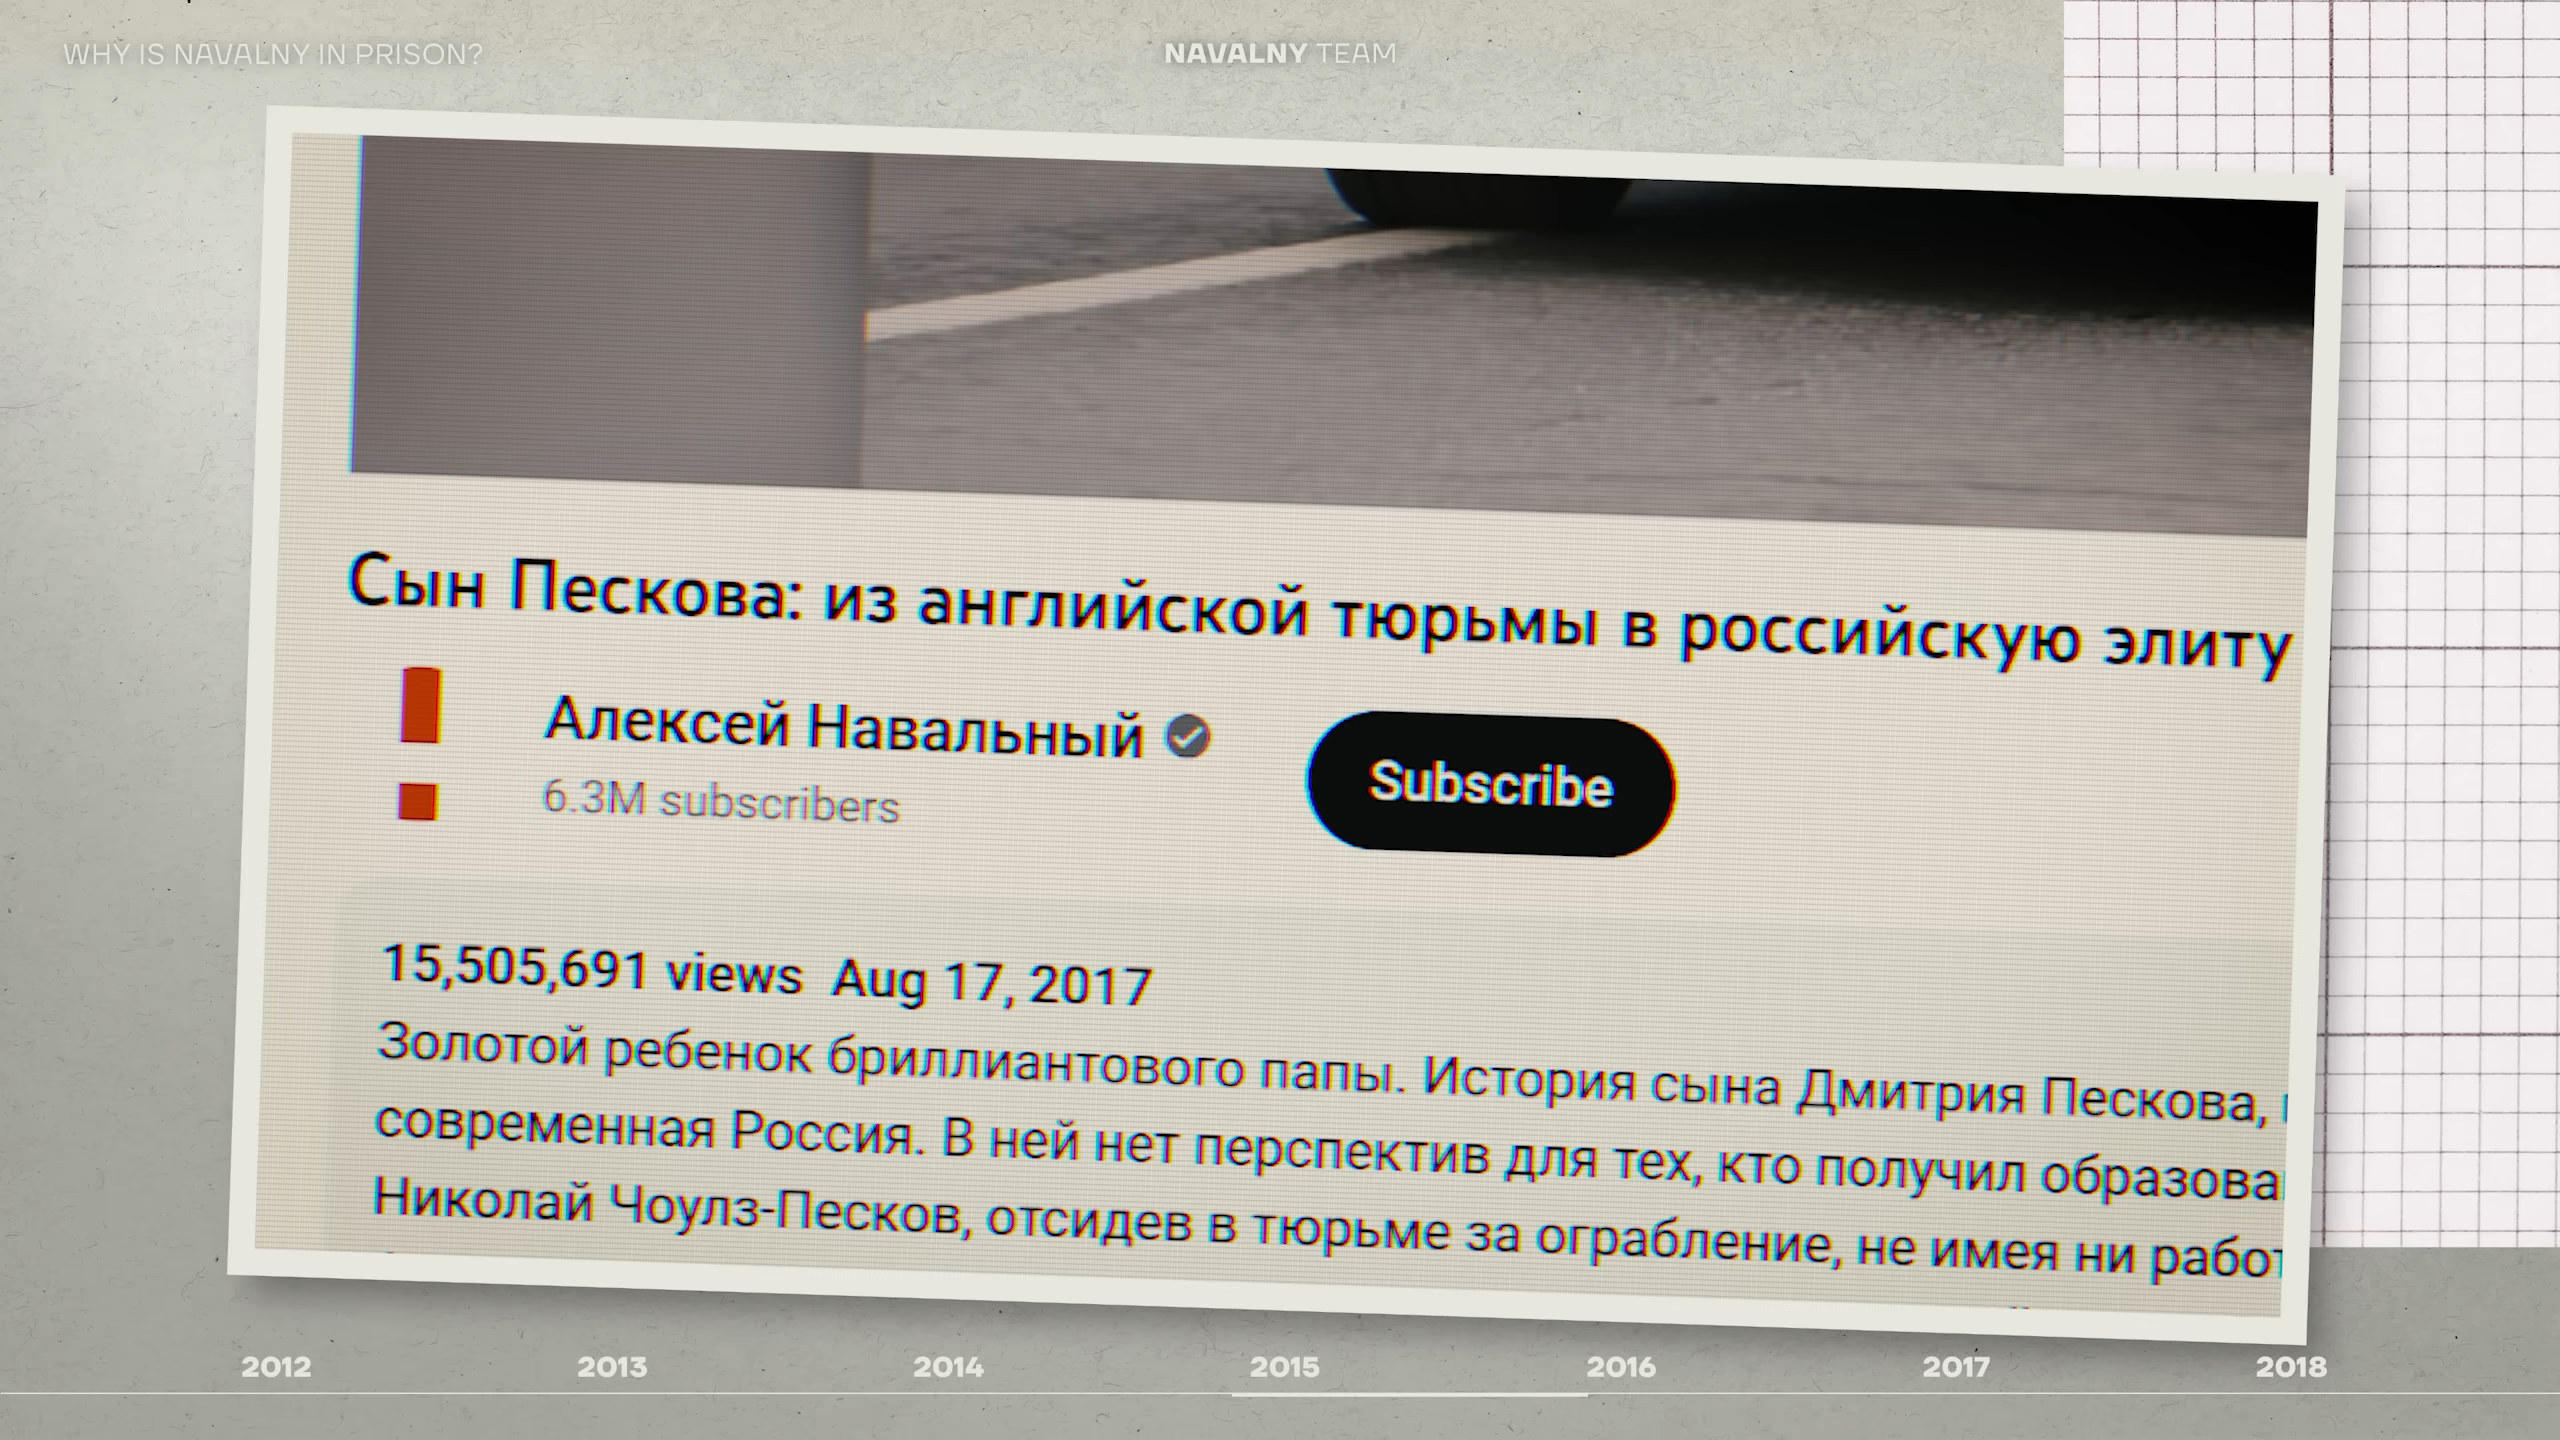 WHY IS NAVALNY IN PRISON?
NAVALNY TEAM
Сын Пескова: из английской тюрьмы в российскую элиту
Алексей Навальный
6.3M subscribers
Subscribe
15,505,691 views Aug 17, 2017
Золотой ребенок бриллиантового папы. История сына Дмитрия Пескова,
современная Россия. В ней нет перспектив для тех, кто получил
Николай Чоулз-Песков, отсидев в тюрьме за ограбление, не имея ни
2012 2013 2014 2015 2016 2017 2018